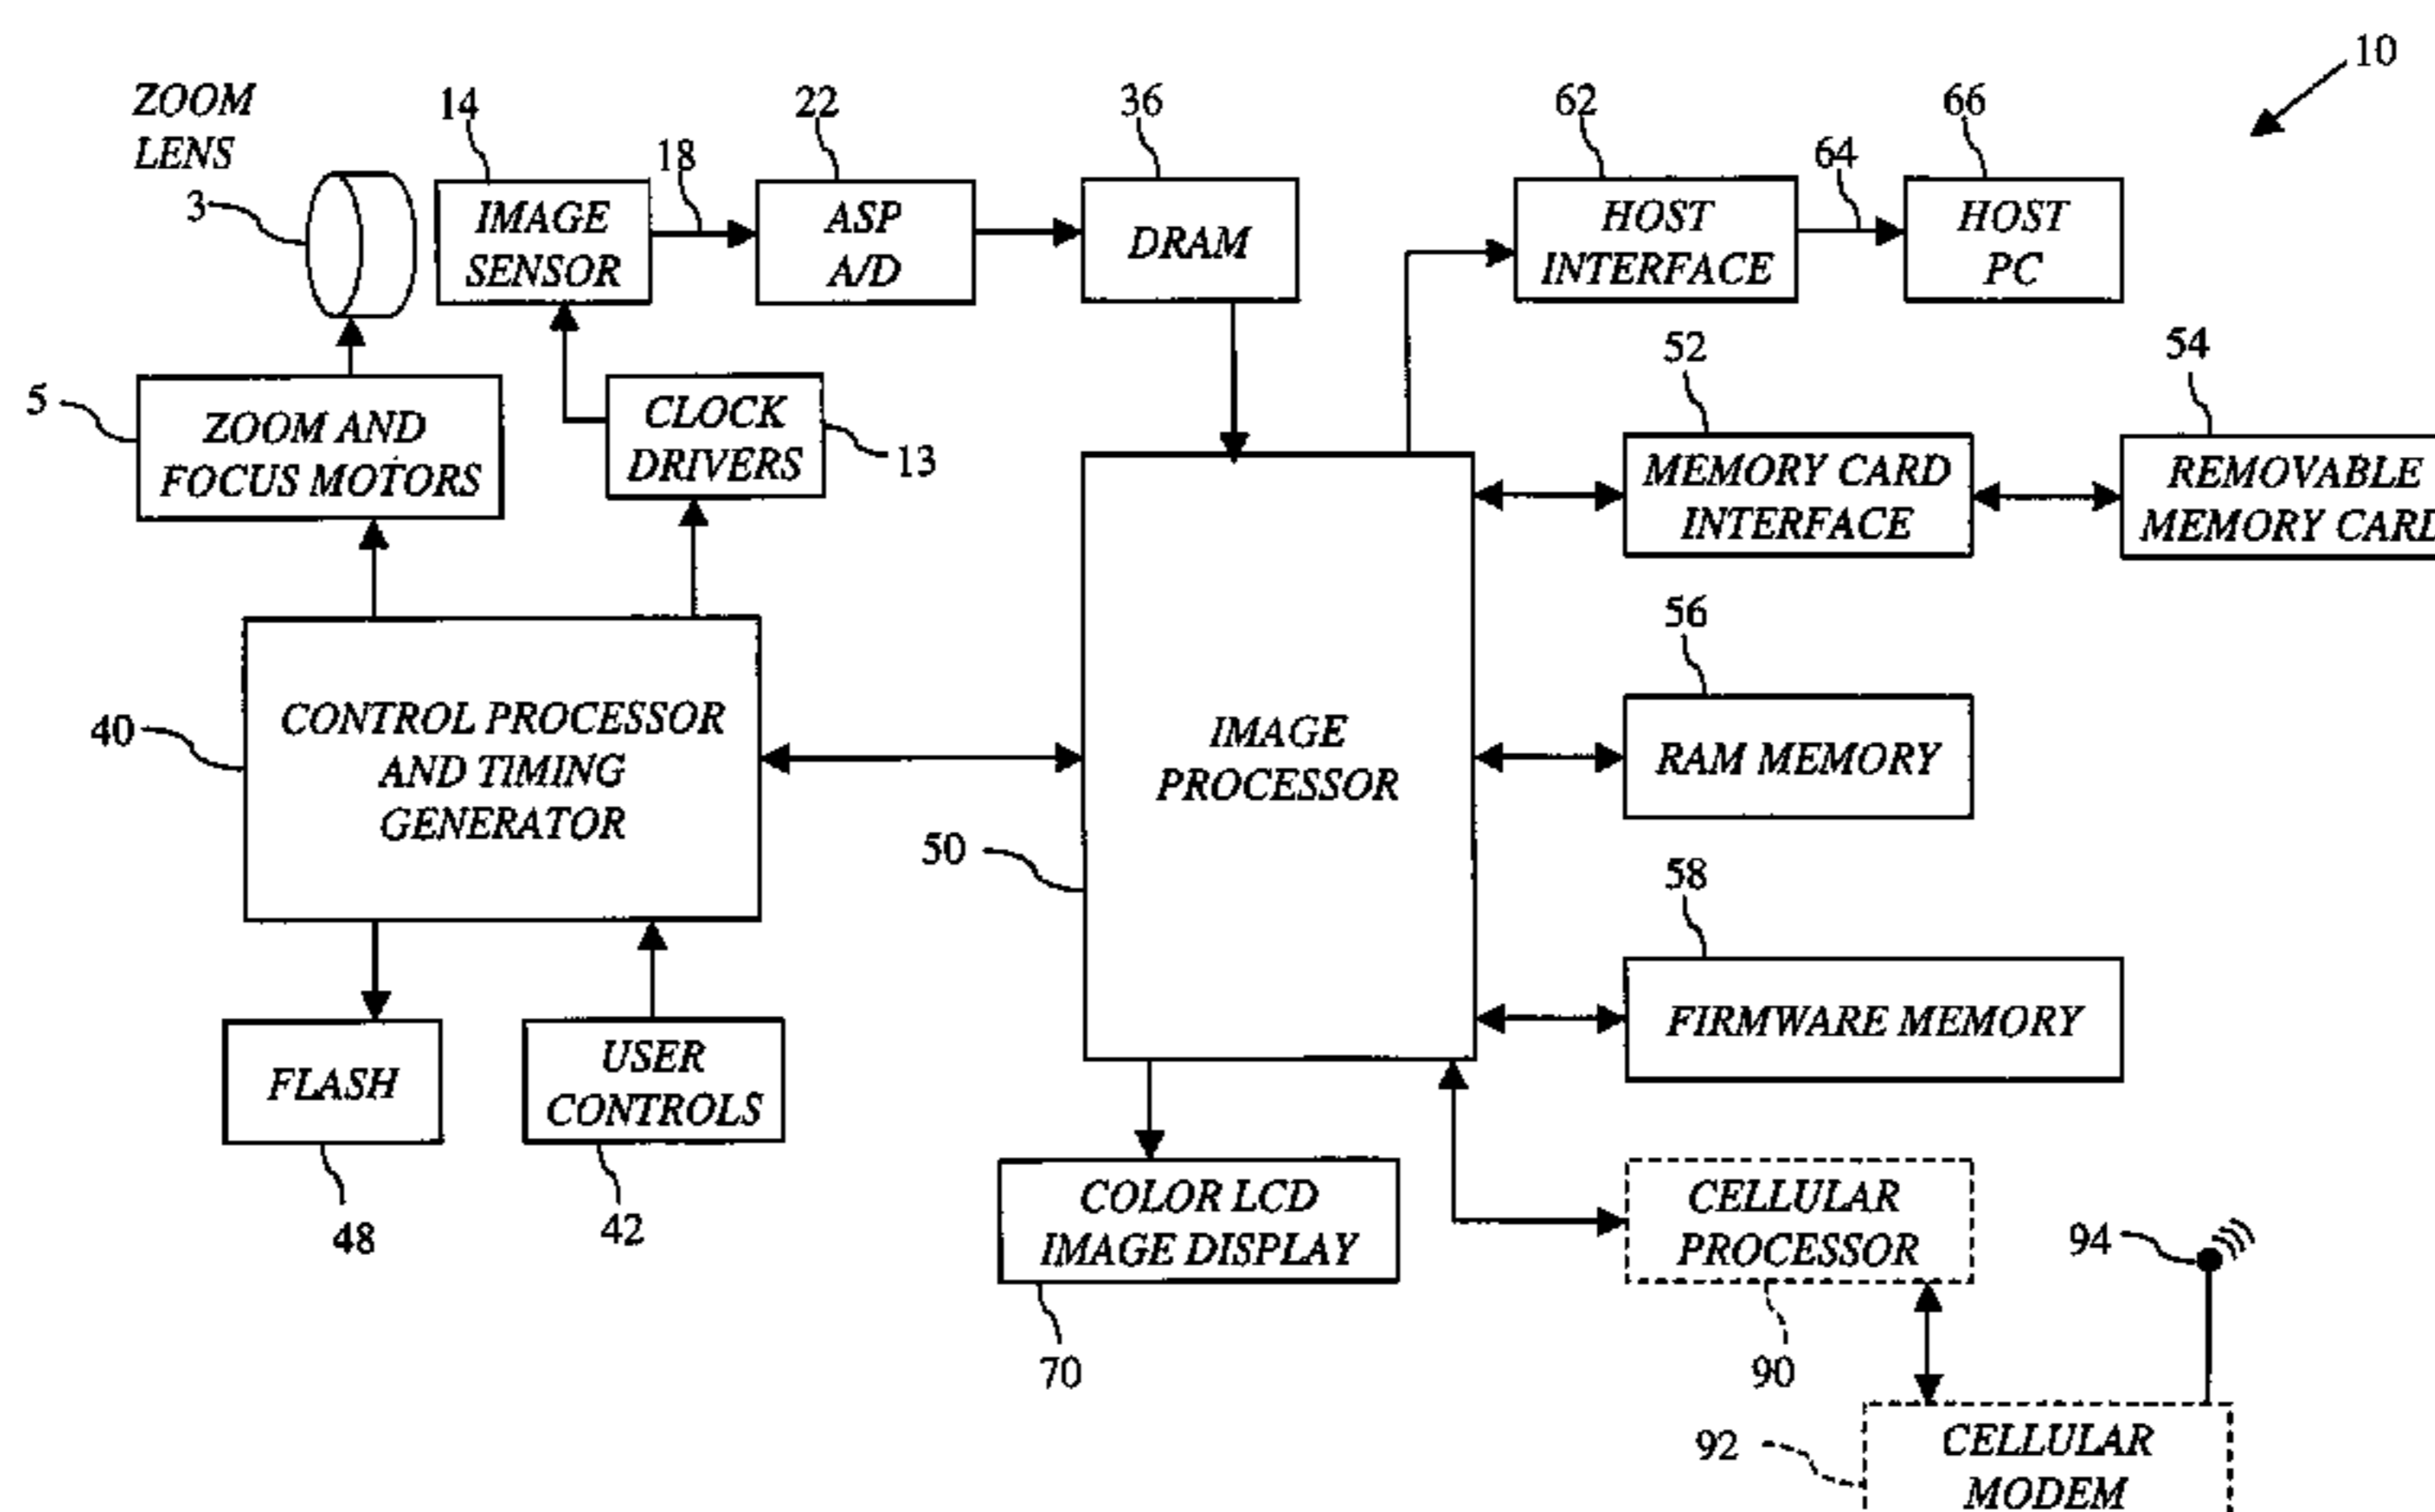 10
ZOOM
LENS
3
14
18
22
36
62
64
66
IMAGE
SENSOR
ASP
A/D
DRAM
HOST
INTERFACE
HOST
PC
5
ZOOM AND
FOCUS MOTORS
CLOCK
DRIVERS
13
52
54
MEMORY CARD
INTERFACE
REMOVABLE
MEMORY CARD
40
CONTROL PROCESSOR
AND TIMING
GENERATOR
50
IMAGE
PROCESSOR
56
RAM MEMORY
58
FIRMWARE MEMORY
FLASH
48
USER
CONTROLS
42
COLOR LCD
IMAGE DISPLAY
70
CELLULAR
PROCESSOR
90
94
92
CELLULAR
MODEM